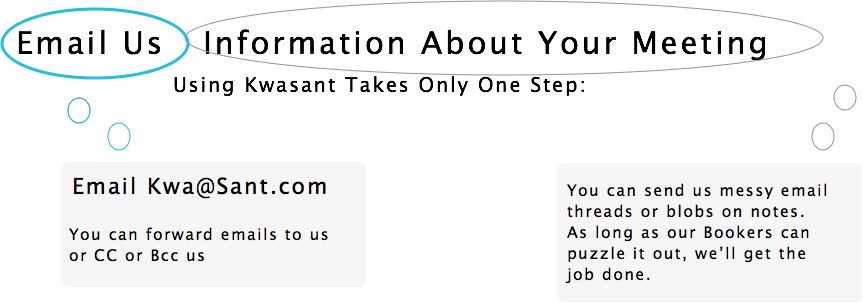 Email Us Information About Your Meeting
Using Kwasant Takes Only One Step:
Email Kwa@Sant.com
You can forward emails to us
or CC or Bcc us
You can send us messy email
threads or blobs on notes.
As long as our Bookers can
puzzle it out, we’ll get the
job done.